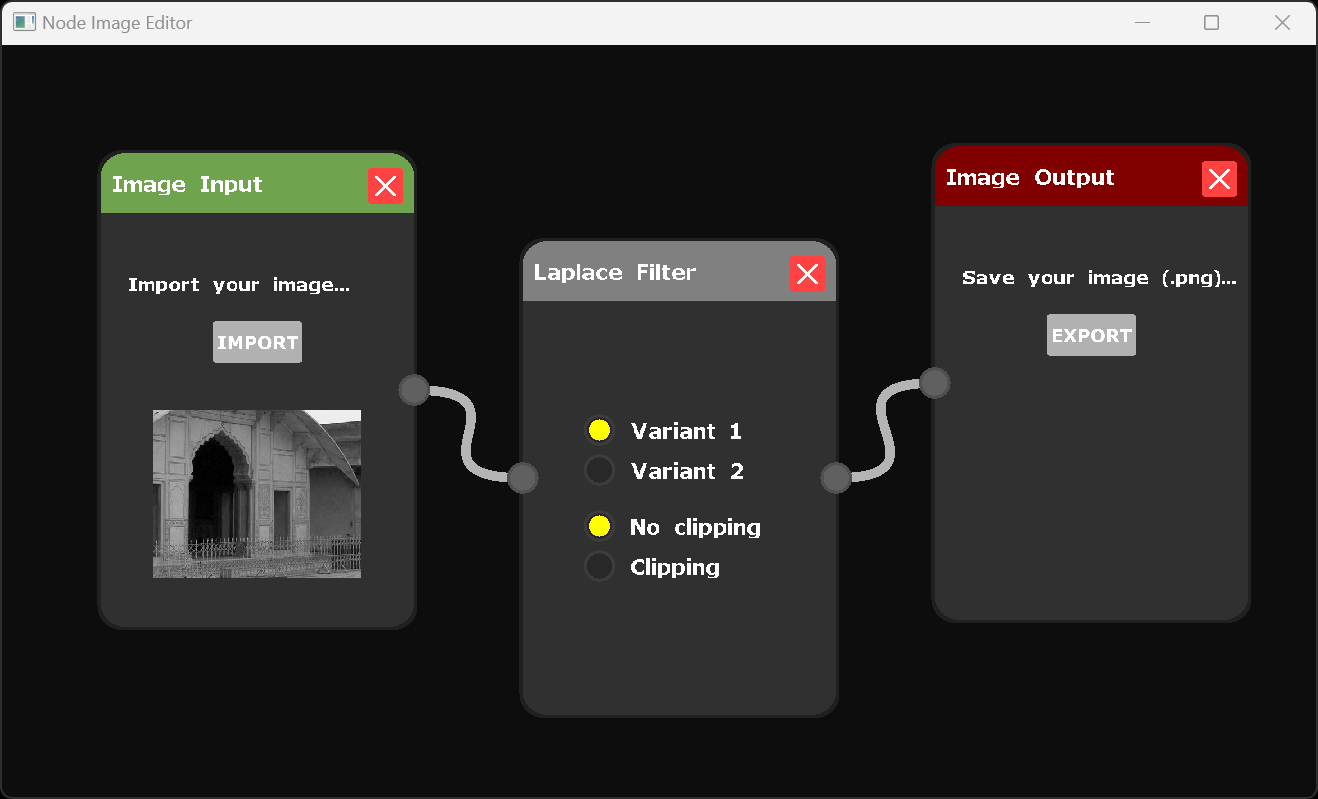 Node Image Editor
Image Input
Import your image...
IMPORT
Laplace Filter
Variant 1
Variant 2
No clipping
Clipping
Image Output
Save your image (.png)...
EXPORT